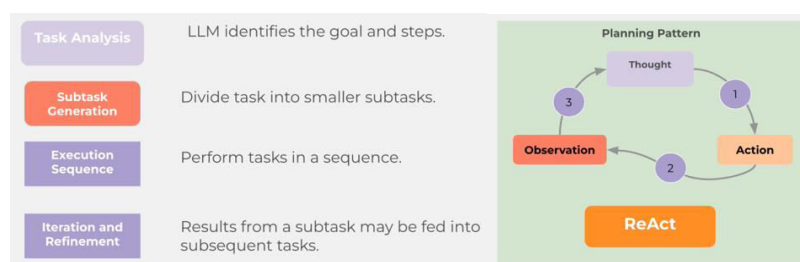 Task Analysis
LLM identifies the goal and steps.
Subtask
Generation
Divide task into smaller subtasks.
Execution
Sequence
Perform tasks in a sequence.
Iteration and
Refinement
Results from a subtask may be fed into
subsequent tasks.
Planning Pattern
Thought
1
3
Observation
Action
2
ReAct